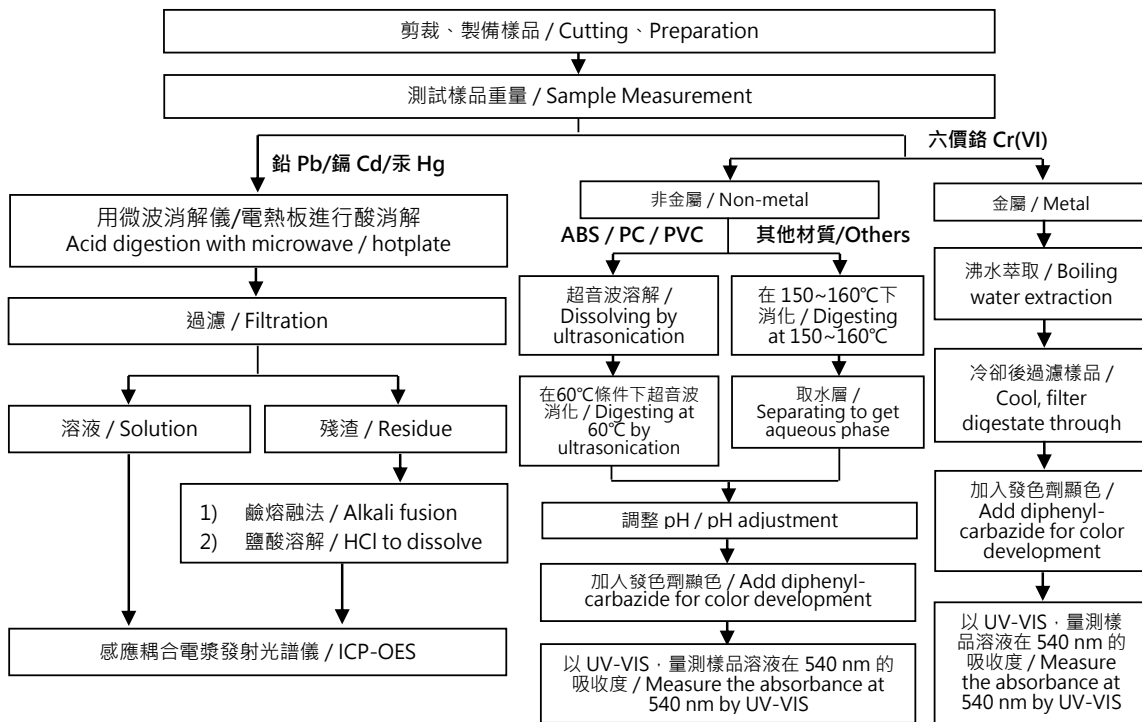 剪裁、製備樣品 / Cutting、Preparation
測試樣品重量 / Sample Measurement
鉛 Pb/鎘 Cd/汞 Hg
六價鉻 Cr(VI)
用微波消解儀/電熱板進行酸消解
Acid digestion with microwave / hotplate
過濾 / Filtration
溶液 / Solution
殘渣 / Residue
1) 鹼熔融法 / Alkali fusion
2) 鹽酸溶解 / HCl to dissolve
感應耦合電漿發射光譜儀 / ICP-OES
非金屬 / Non-metal
ABS / PC / PVC
其他材質/Others
超音波溶解 /
Dissolving by
ultrasonication
在 150~160℃下
消化 / Digesting
at 150~160℃
在60℃條件下超音波
消化 / Digesting at
60℃ by
ultrasonication
取水層 /
Separating to get
aqueous phase
調整 pH / pH adjustment
加入發色劑顯色 / Add diphenyl-
carbazide for color development
以 UV-VIS，量測樣品溶液在 540 nm 的
吸收度 / Measure the absorbance at
540 nm by UV-VIS
金屬 / Metal
沸水萃取 / Boiling
water extraction
冷卻後過濾樣品 /
Cool, filter
digestate through
加入發色劑顯色 /
Add diphenyl-
carbazide for color
development
以 UV-VIS，量測樣
品溶液在 540 nm 的
吸收度 / Measure
the absorbance at
540 nm by UV-VIS